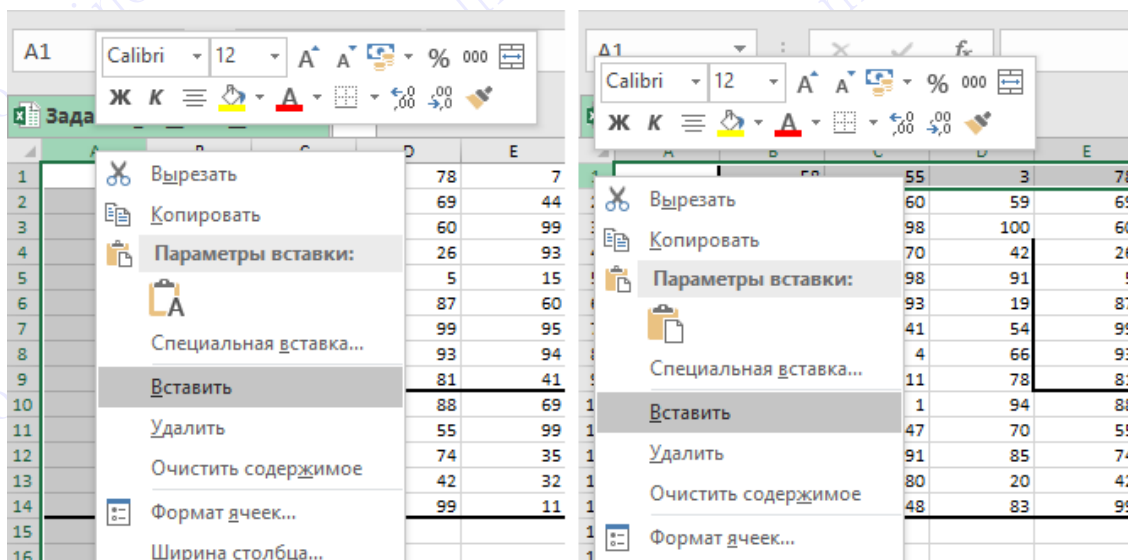 A1
Calibri 12 A A % 000
Ж К A ,00 ,0
Зада
A B C D E
1 78 7
2 69 44
3 60 99
4 26 93
5 5 15
6 87 60
7 99 95
8 93 94
9 81 41
10 88 69
11 55 99
12 74 35
13 42 32
14 99 11
15
16
Вырезать
Копировать
Параметры вставки:
Специальная вставка...
Вставить
Удалить
Очистить содержимое
Формат ячеек...
Ширина столбца...
A1 fx
Calibri 12 A A % 000
Ж К A ,00 ,0
A B C D E
58 55 3 78
60 59 69
98 100 60
70 42 26
98 91
93 19 87
41 54 99
4 66 93
11 78 81
1 94 88
47 70 55
91 85 74
80 20 42
48 83 99
Вырезать
Копировать
Параметры вставки:
Специальная вставка...
Вставить
Удалить
Очистить содержимое
Формат ячеек...